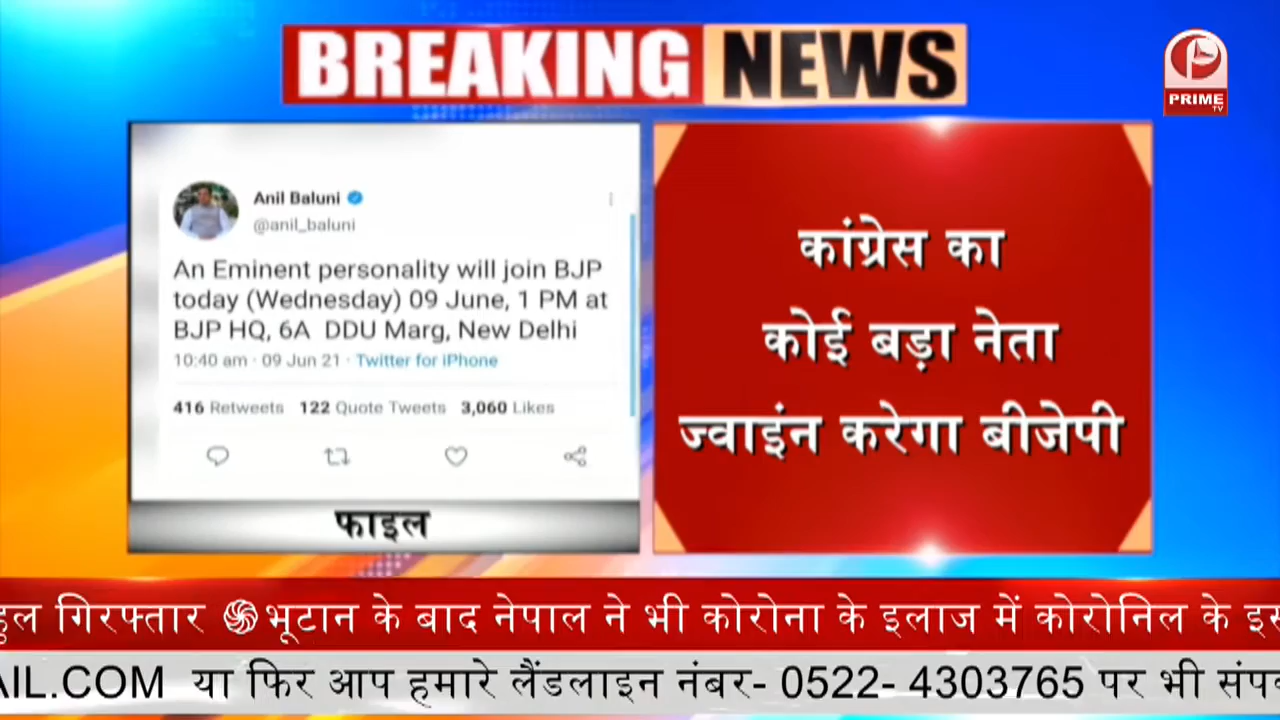 BREAKING NEWS
PRIME
TV
Anil Baluni
@anil_baluni
An Eminent personality will join BJP
today (Wednesday) 09 June, 1 PM at
BJP HQ, 6A DDU Marg, New Delhi
10:40 am · 09 Jun 21 · Twitter for iPhone
416 Retweets 122 Quote Tweets 3,060 Likes
फाइल
कांग्रेस का
कोई बड़ा नेता
ज्वाइंन करेगा बीजेपी
गिरफ्तार भूटान के बाद नेपाल ने भी कोरोना के इलाज में कोरोनिल के
AIL.COM या फिर आप हमारे लैंडलाइन नंबर- 0522- 4303765 पर भी